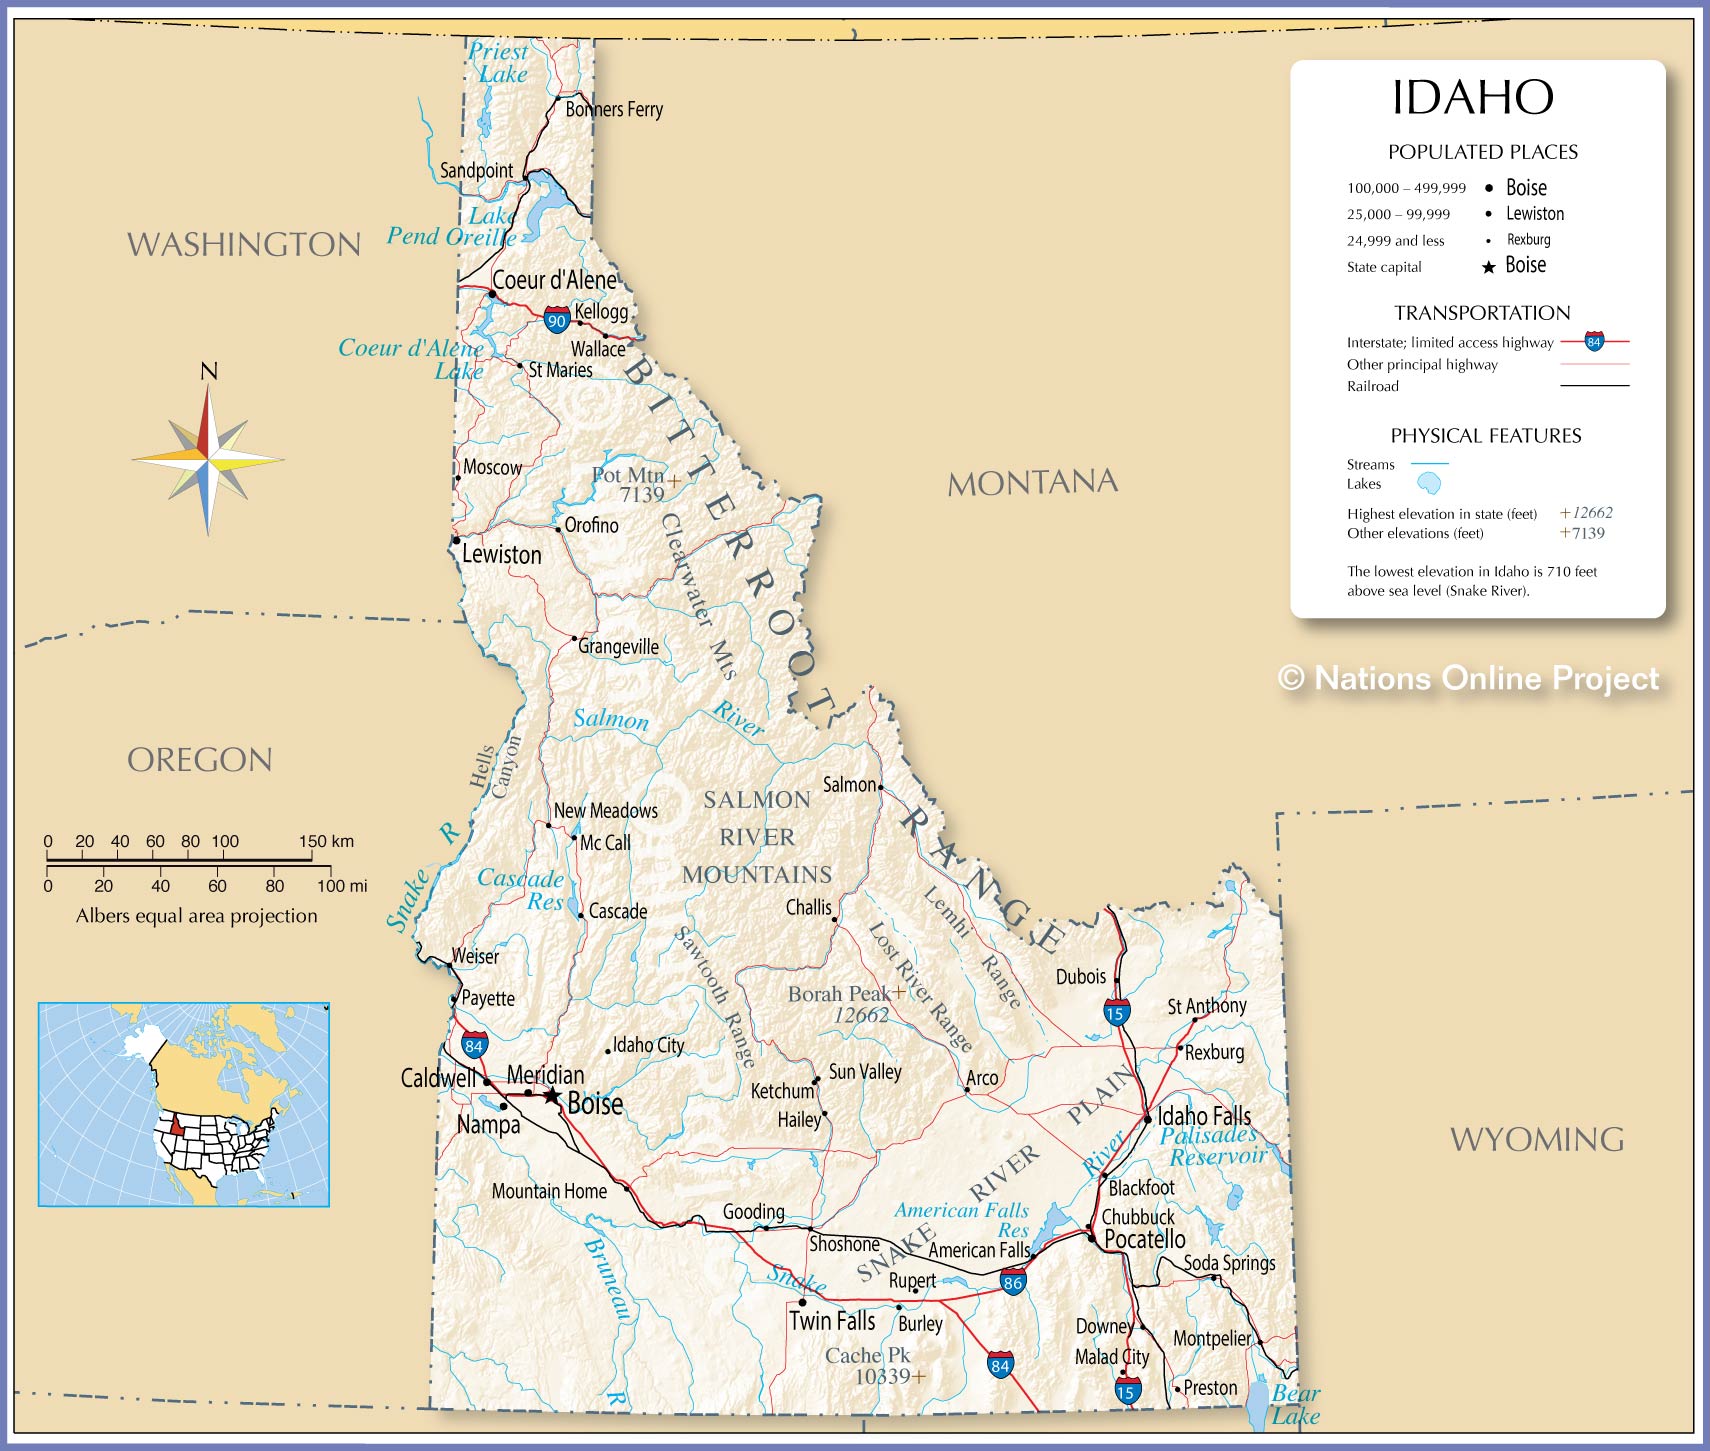 IDAHO
POPULATED PLACES
100,000 – 499,999 Boise
25,000 – 99,999 Lewiston
24,999 and less Rexburg
State capital Boise
TRANSPORTATION
Interstate; limited access highway 84
Other principal highway
Railroad
PHYSICAL FEATURES
Streams
Lakes
Highest elevation in state (feet) +12662
Other elevations (feet) +7139
The lowest elevation in Idaho is 710 feet
above sea level (Snake River).
© Nations Online Project
WASHINGTON
OREGON
MONTANA
WYOMING
N
0 20 40 60 80 100 150 km
0 20 40 60 80 100 mi
Albers equal area projection
Priest
Lake
Bonners Ferry
Sandpoint
Lake
Pend Oreille
Coeur d'Alene
90
Kellogg
Wallace
Coeur d'Alene
Lake
St Maries
BITTERROOT RANGE
Moscow
Pot Mtn
7139
Orofino
Lewiston
Clearwater Mts
Grangeville
Salmon River
Hells
Canyon
Salmon
SALMON
RIVER
MOUNTAINS
New Meadows
Mc Call
Snake R
Cascade
Res
Cascade
Challis
Lemhi Range
Lost River Range
Sawtooth Range
Weiser
Payette
Borah Peak
12662
Dubois
15
St Anthony
Rexburg
84
Idaho City
Caldwell
Meridian
Boise
Nampa
Sun Valley
Ketchum
Hailey
Arco
SNAKE RIVER PLAIN
Idaho Falls
Palisades
Reservoir
River
Blackfoot
Mountain Home
Gooding
Shoshone
American Falls
Res
American Falls
Chubbuck
Pocatello
Soda Springs
86
Rupert
Snake
Bruneau R
Twin Falls
Burley
Cache Pk
10339
84
Downey
Malad City
15
Montpelier
Preston
Bear
Lake